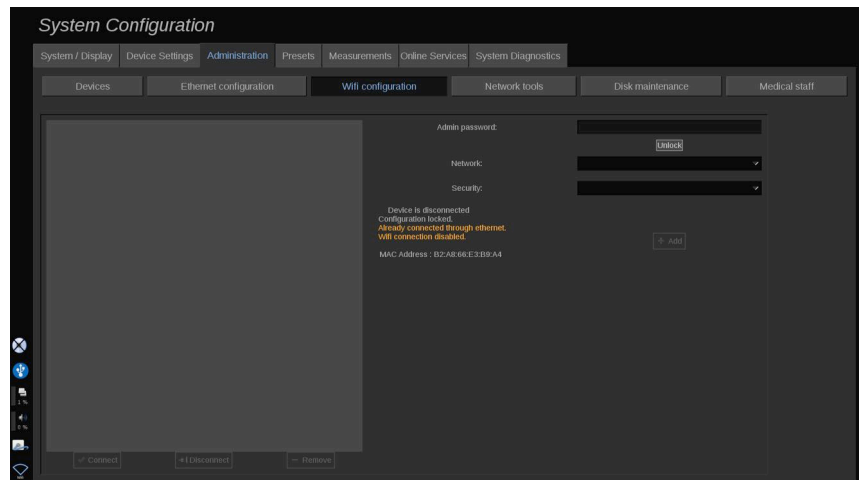 System Configuration
System / Display Device Settings Administration Presets Measurements Online Services System Diagnostics
Devices Ethernet configuration Wifi configuration Network tools Disk maintenance Medical staff
Admin password:
Unlock
Network:
Security:
Device is disconnected
Configuration locked.
Already connected through ethernet.
Wifi connection disabled.
+ Add
MAC Address : B2:A8:66:E3:B9:A4
1 %
0 %
Connect Disconnect Remove